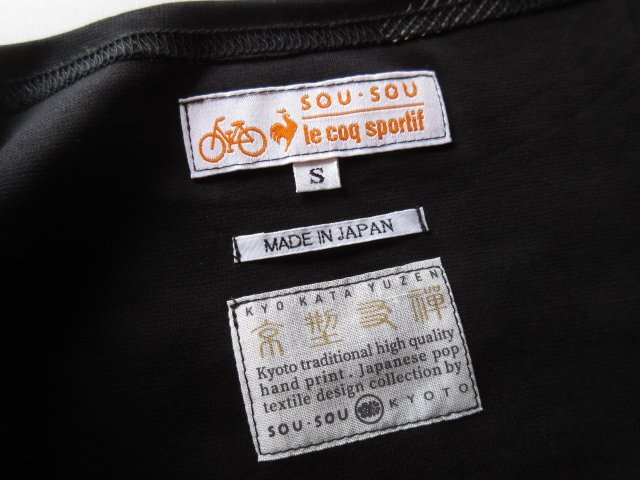 SOU・SOU
le coq sportif
S
MADE IN JAPAN
KYO KATA YUZEN
京型友禅
Kyoto traditional high quality
hand print . Japanese pop
textile design collection by
SOU・SOU KYOTO